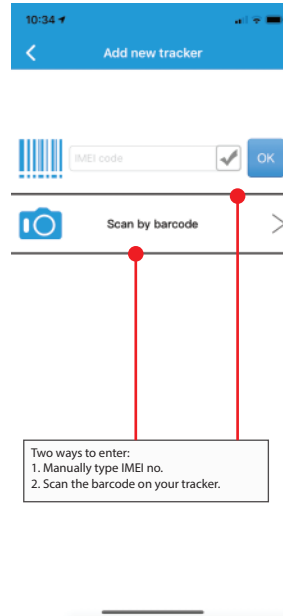 10:34
Add new tracker
IMEI code
OK
Scan by barcode
Two ways to enter:
1. Manually type IMEI no.
2. Scan the barcode on your tracker.